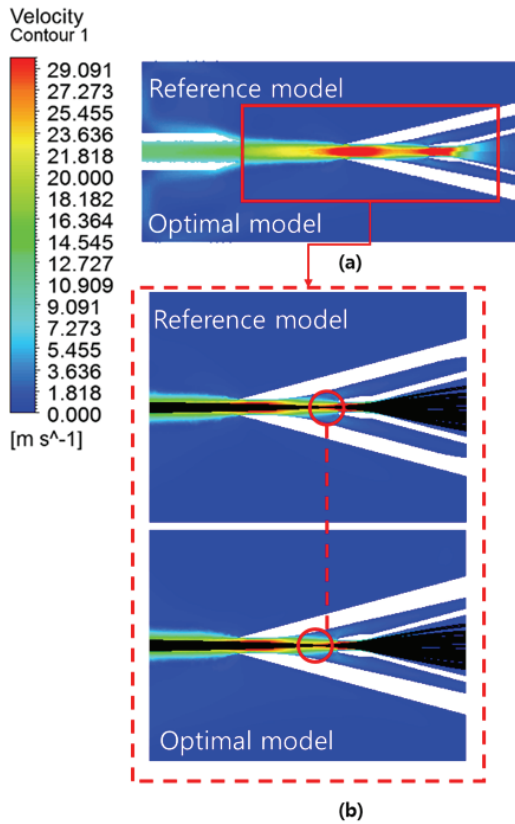 Velocity
Contour 1
29.091
27.273
25.455
23.636
21.818
20.000
18.182
16.364
14.545
12.727
10.909
9.091
7.273
5.455
3.636
1.818
0.000
[m s^-1]
Reference model
Optimal model
(a)
Reference model
Optimal model
(b)